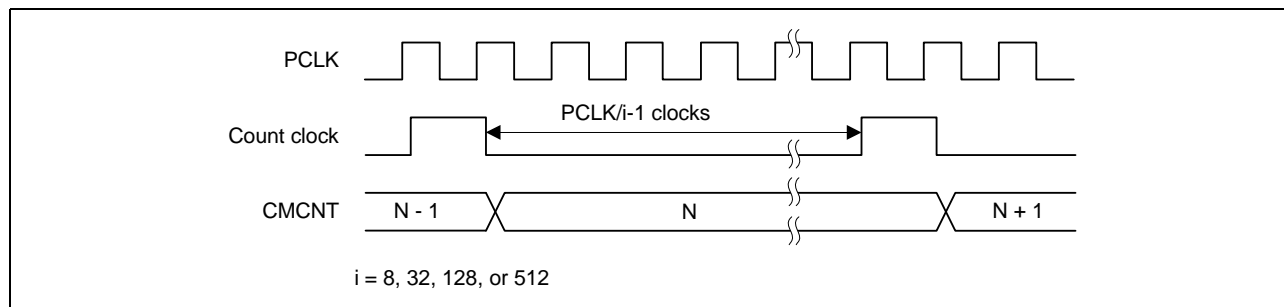 PCLK
PCLK/i-1 clocks
Count clock
CMCNT
N - 1
N
N + 1
i = 8, 32, 128, or 512